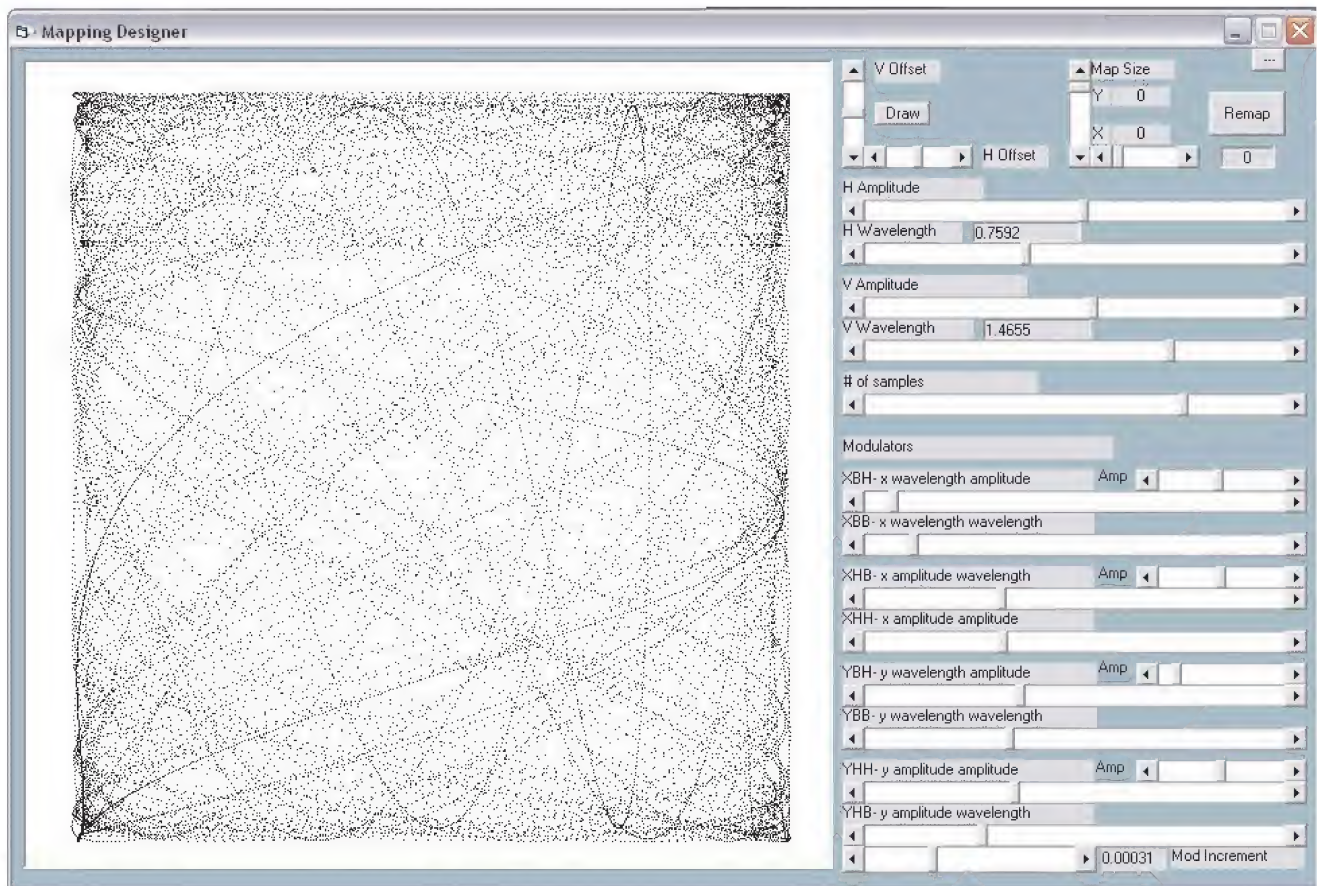 Mapping Designer
...
V Offset
Map Size
Y 0
Draw
Remap
X 0
H Offset
0
H Amplitude
H Wavelength 0.7592
V Amplitude
V Wavelength 1.4655
# of samples
Modulators
XBH- x wavelength amplitude Amp
XBB- x wavelength wavelength
XHB- x amplitude wavelength Amp
XHH- x amplitude amplitude
YBH- y wavelength amplitude Amp
YBB- y wavelength wavelength
YHH- y amplitude amplitude Amp
YHB- y amplitude wavelength
0.00031 Mod Increment